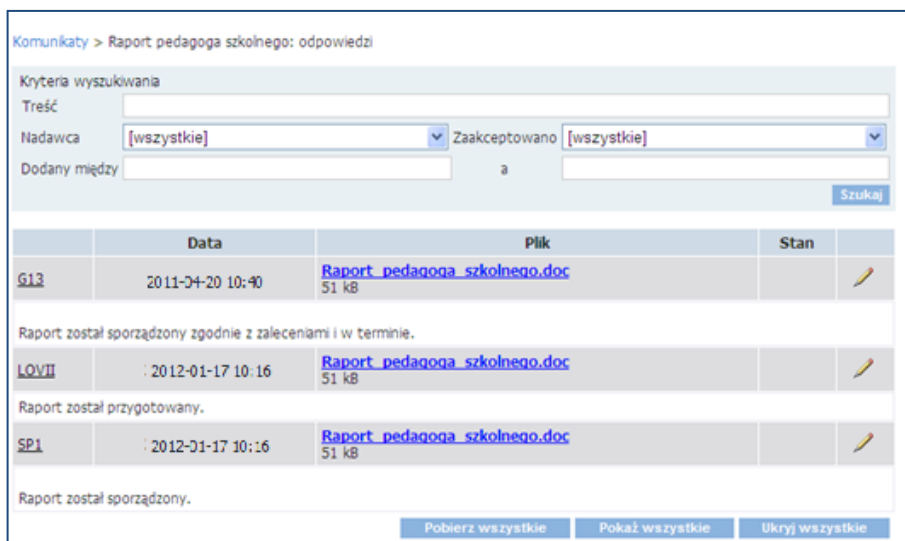 Komunikaty > Raport pedagoga szkolnego: odpowiedzi
Kryteria wyszukiwania
Treść
Nadawca [wszystkie] Zaakceptowano [wszystkie]
Dodany między a
Szukaj
Data Plik Stan
G13 2011-04-20 10:40 Raport_pedagoga_szkolnego.doc
51 kB
Raport został sporządzony zgodnie z zaleceniami i w terminie.
LOVII 2012-01-17 10:16 Raport_pedagoga_szkolnego.doc
51 kB
Raport został przygotowany.
SP1 2012-01-17 10:16 Raport_pedagoga_szkolnego.doc
51 kB
Raport został sporządzony.
Pobierz wszystkie Pokaż wszystkie Ukryj wszystkie